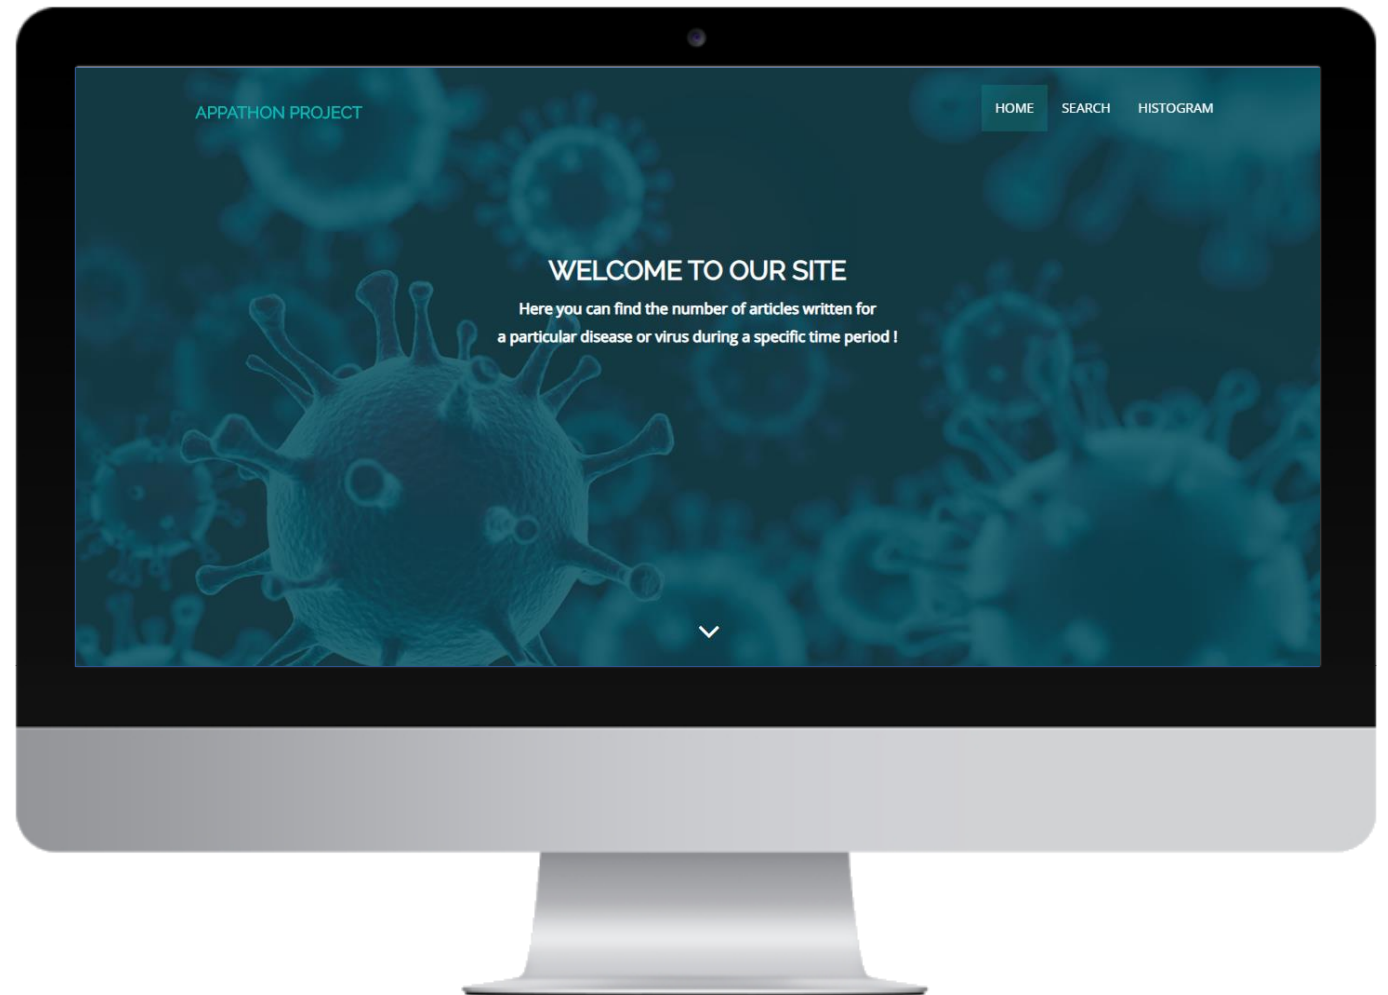 APPATHON PROJECT
HOME SEARCH HISTOGRAM
WELCOME TO OUR SITE
Here you can find the number of articles written for
a particular disease or virus during a specific time period !